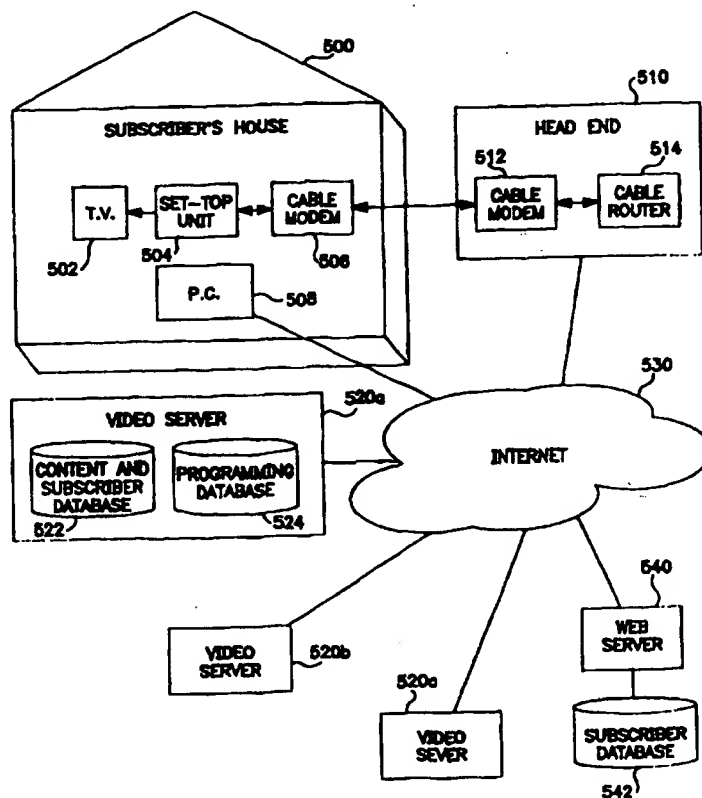 500
SUBSCRIBER'S HOUSE
T.V.
502
SET-TOP
UNIT
504
CABLE
MODEM
506
P.C.
508
510
HEAD END
512
CABLE
MODEM
514
CABLE
ROUTER
530
INTERNET
520a
VIDEO SERVER
CONTENT AND
SUBSCRIBER
DATABASE
522
PROGRAMMING
DATABASE
524
VIDEO
SERVER
520b
520c
VIDEO
SEVER
540
WEB
SERVER
SUBSCRIBER
DATABASE
542